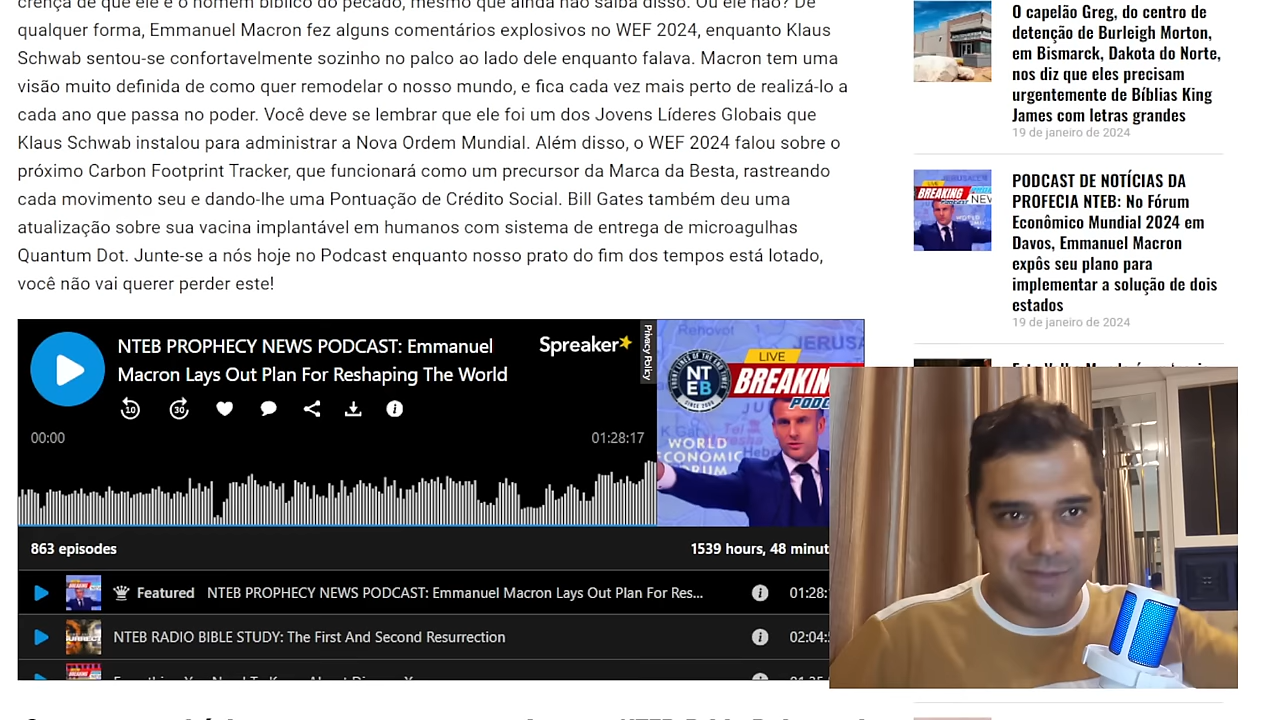 crença de que ele é o homem bíblico do pecado, mesmo que ainda não saiba disso. Ou ele não? De
qualquer forma, Emmanuel Macron fez alguns comentários explosivos no WEF 2024, enquanto Klaus
Schwab sentou-se confortavelmente sozinho no palco ao lado dele enquanto falava. Macron tem uma
visão muito definida de como quer remodelar o nosso mundo, e fica cada vez mais perto de realizá-lo a
cada ano que passa no poder. Você deve se lembrar que ele foi um dos Jovens Líderes Globais que
Klaus Schwab instalou para administrar a Nova Ordem Mundial. Além disso, o WEF 2024 falou sobre o
próximo Carbon Footprint Tracker, que funcionará como um precursor da Marca da Besta, rastreando
cada movimento seu e dando-lhe uma Pontuação de Crédito Social. Bill Gates também deu uma
atualização sobre sua vacina implantável em humanos com sistema de entrega de microagulhas
Quantum Dot. Junte-se a nós hoje no Podcast enquanto nosso prato do fim dos tempos está lotado,
você não vai querer perder este!
NTEB PROPHECY NEWS PODCAST: Emmanuel
Macron Lays Out Plan For Reshaping The World
Spreaker
Privacy Policy
10
30
00:00
01:28:17
Renovot
JERUSA
LIVE
NT
EB
BREAKIN
PODC
WORLD
ECONOMIC
FORUM
863 episodes
1539 hours, 48 minut
Featured NTEB PROPHECY NEWS PODCAST: Emmanuel Macron Lays Out Plan For Res...
01:28:
NTEB RADIO BIBLE STUDY: The First And Second Resurrection
02:04:
O capelão Greg, do centro de
detenção de Burleigh Morton,
em Bismarck, Dakota do Norte,
nos diz que eles precisam
urgentemente de Bíblias King
James com letras grandes
19 de janeiro de 2024
LIVE
BREAKING
NEW
PODCAST DE NOTÍCIAS DA
PROFECIA NTEB: No Fórum
Econômico Mundial 2024 em
Davos, Emmanuel Macron
expôs seu plano para
implementar a solução de dois
estados
19 de janeiro de 2024